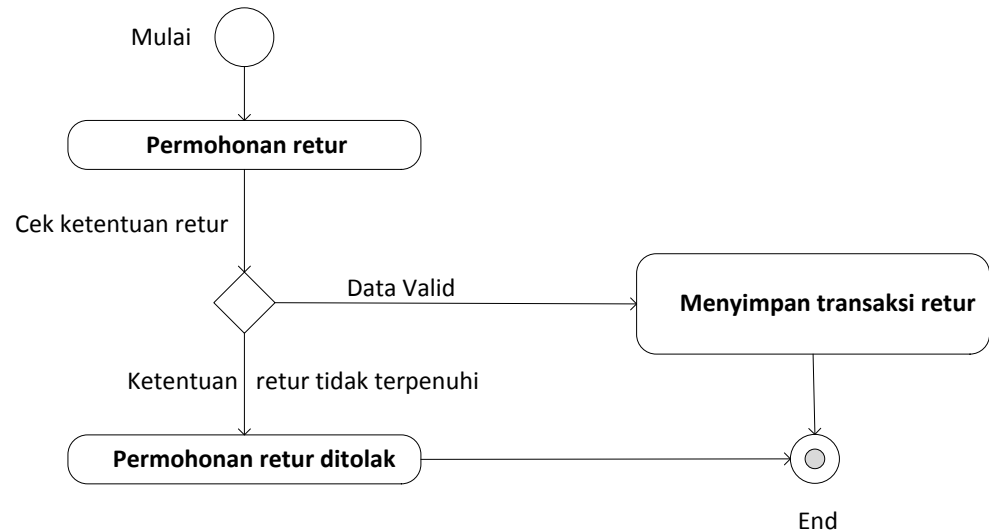 Mulai
Permohonan retur
Cek ketentuan retur
Data Valid
Menyimpan transaksi retur
Ketentuan retur tidak terpenuhi
Permohonan retur ditolak
End